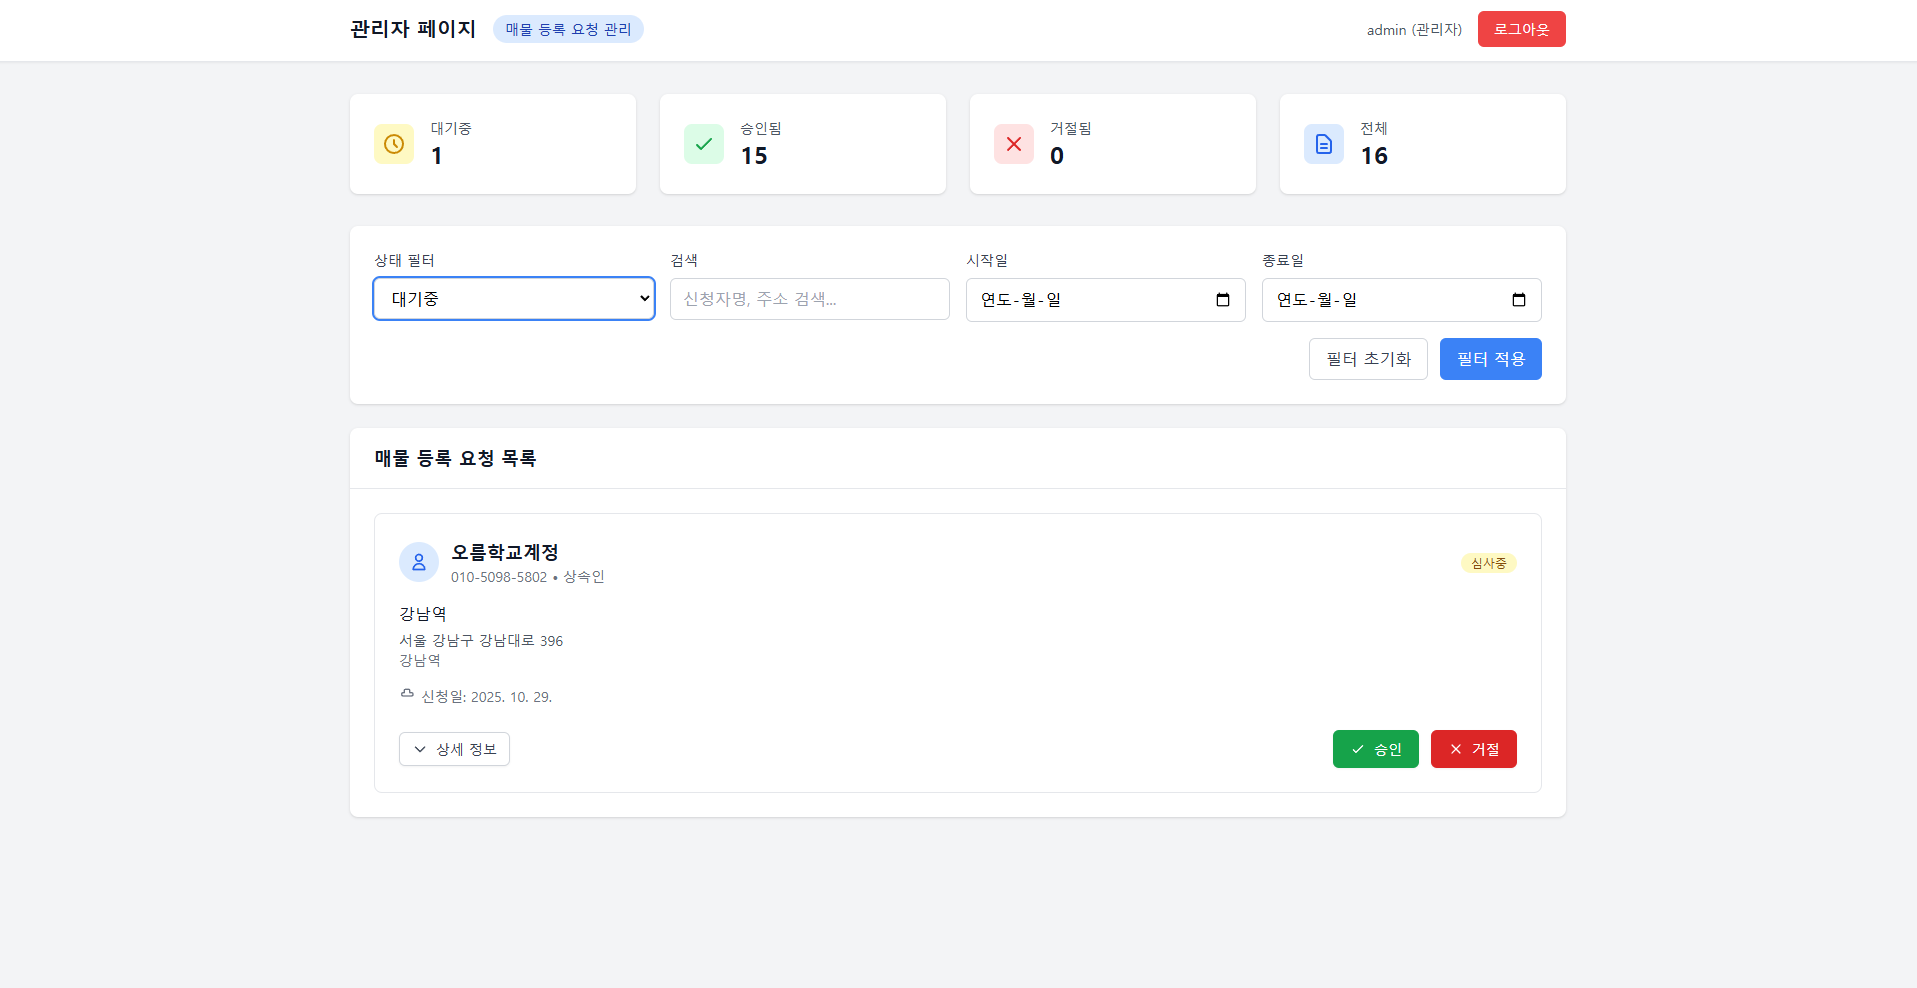 관리자 페이지
매물 등록 요청 관리
admin (관리자)
로그아웃
대기중
1
승인됨
15
거절됨
0
전체
16
상태 필터
대기중
검색
신청자명, 주소 검색...
시작일
연도-월-일
종료일
연도-월-일
필터 초기화
필터 적용
매물 등록 요청 목록
오름학교계정
010-5098-5802 • 상속인
심사중
강남역
서울 강남구 강남대로 396
강남역
신청일: 2025. 10. 29.
상세 정보
승인
거절